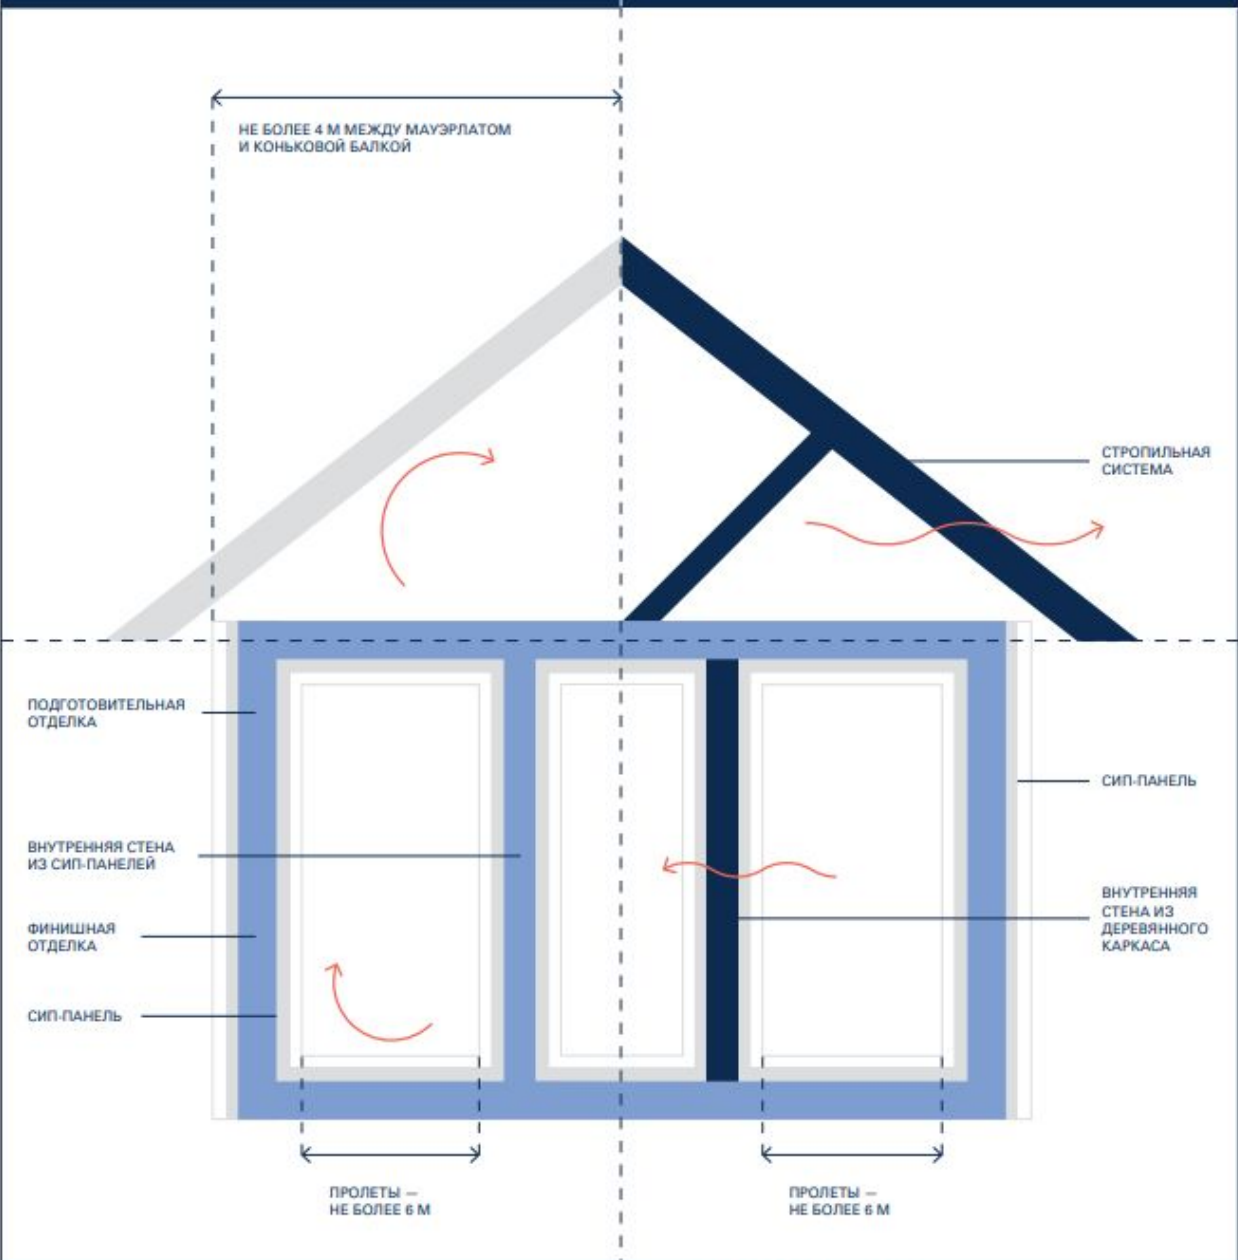 НЕ БОЛЕЕ 4 М МЕЖДУ МАУЭРЛАТОМ
И КОНЬКОВОЙ БАЛКОЙ
СТРОПИЛЬНАЯ
СИСТЕМА
ПОДГОТОВИТЕЛЬНАЯ
ОТДЕЛКА
СИП-ПАНЕЛЬ
ВНУТРЕННЯЯ СТЕНА
ИЗ СИП-ПАНЕЛЕЙ
ВНУТРЕННЯЯ
СТЕНА ИЗ
ДЕРЕВЯННОГО
КАРКАСА
ФИНИШНАЯ
ОТДЕЛКА
СИП-ПАНЕЛЬ
ПРОЛЕТЫ —
НЕ БОЛЕЕ 6 М
ПРОЛЕТЫ —
НЕ БОЛЕЕ 6 М